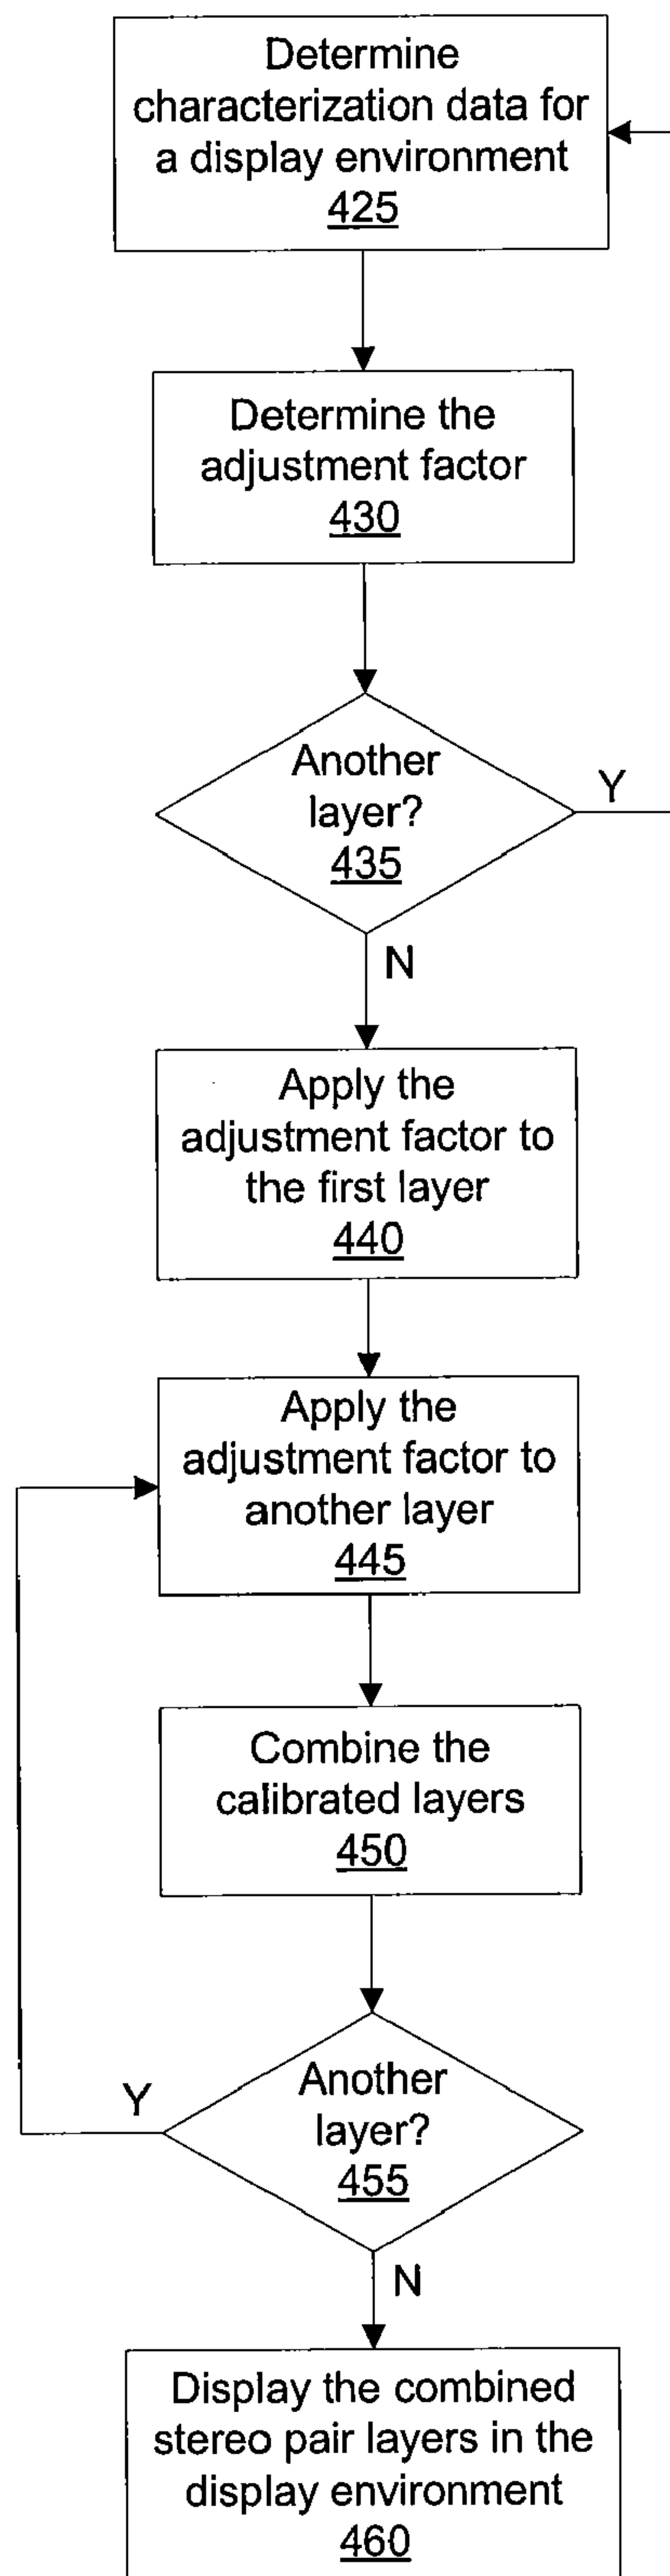 Determine
characterization data for
a display environment
425
Determine the
adjustment factor
430
Another
layer?
435
Y
N
Apply the
adjustment factor to
the first layer
440
Apply the
adjustment factor to
another layer
445
Combine the
calibrated layers
450
Another
layer?
455
Y
N
Display the combined
stereo pair layers in the
display environment
460